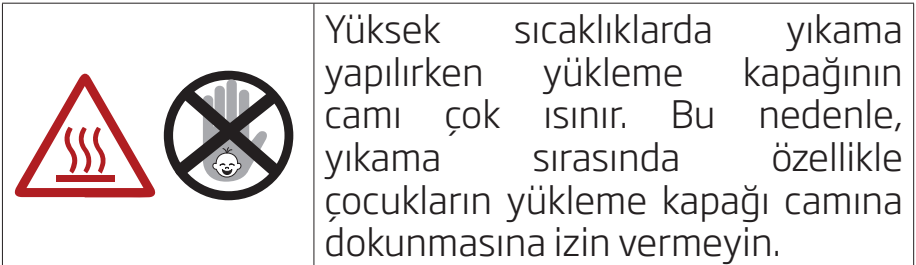 Yüksek sıcaklıklarda yıkama
yapılırken yükleme kapağının
camı çok ısınır. Bu nedenle,
yıkama sırasında özellikle
çocukların yükleme kapağı camına
dokunmasına izin vermeyin.